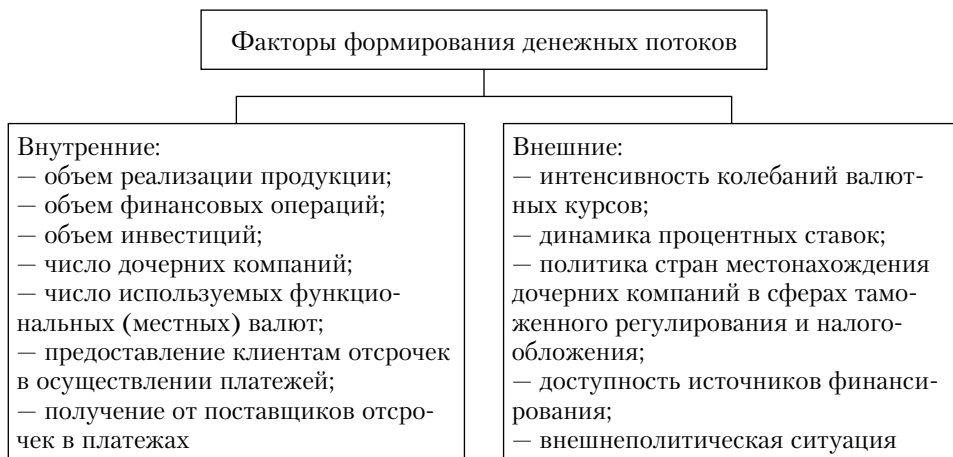 Факторы формирования денежных потоков
Внутренние:
— объем реализации продукции;
— объем финансовых операций;
— объем инвестиций;
— число дочерних компаний;
— число используемых функцио-
нальных (местных) валют;
— предоставление клиентам отсрочек
в осуществлении платежей;
— получение от поставщиков отсро-
чек в платежах
Внешние:
— интенсивность колебаний валют-
ных курсов;
— динамика процентных ставок;
— политика стран местонахождения
дочерних компаний в сферах тамо-
женного регулирования и налого-
обложения;
— доступность источников финанси-
рования;
— внешнеполитическая ситуация